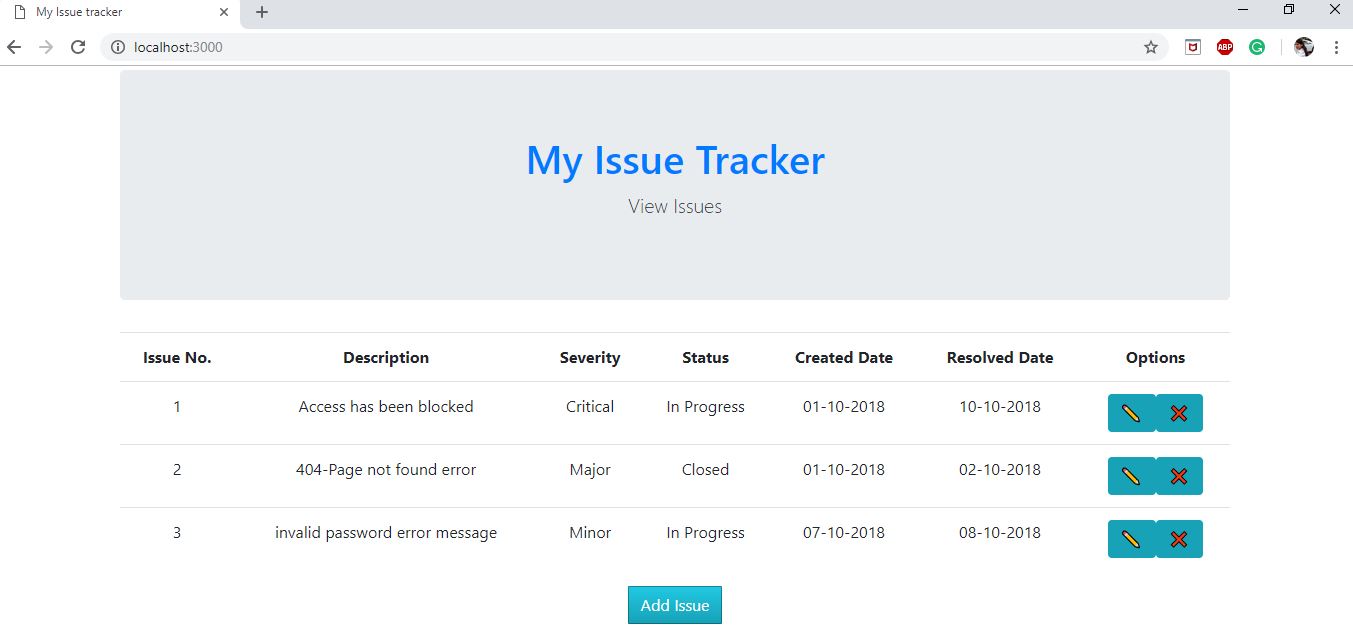 My Issue tracker
localhost:3000
ABP
My Issue Tracker
View Issues
Issue No. Description Severity Status Created Date Resolved Date Options
1 Access has been blocked Critical In Progress 01-10-2018 10-10-2018
2 404-Page not found error Major Closed 01-10-2018 02-10-2018
3 invalid password error message Minor In Progress 07-10-2018 08-10-2018
Add Issue